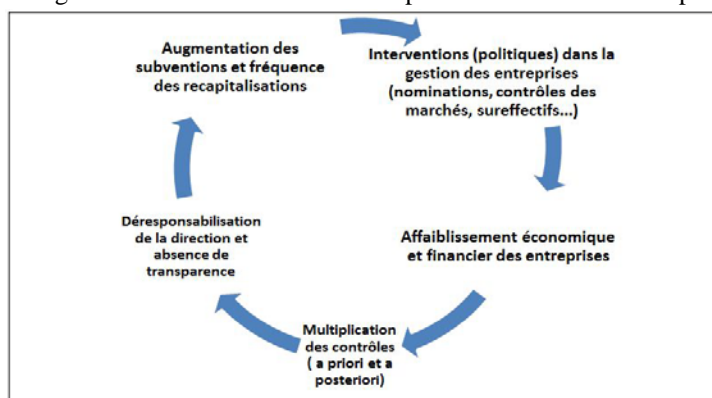 Augmentation des
subventions et fréquence
des recapitalisations
Interventions (politiques) dans la
gestion des entreprises
(nominations, contrôles des
marchés, sureffectifs...)
Affaiblissement économique
et financier des entreprises
Multiplication
des contrôles
( a priori et a
posteriori)
Déresponsabilisation
de la direction et
absence de
transparence